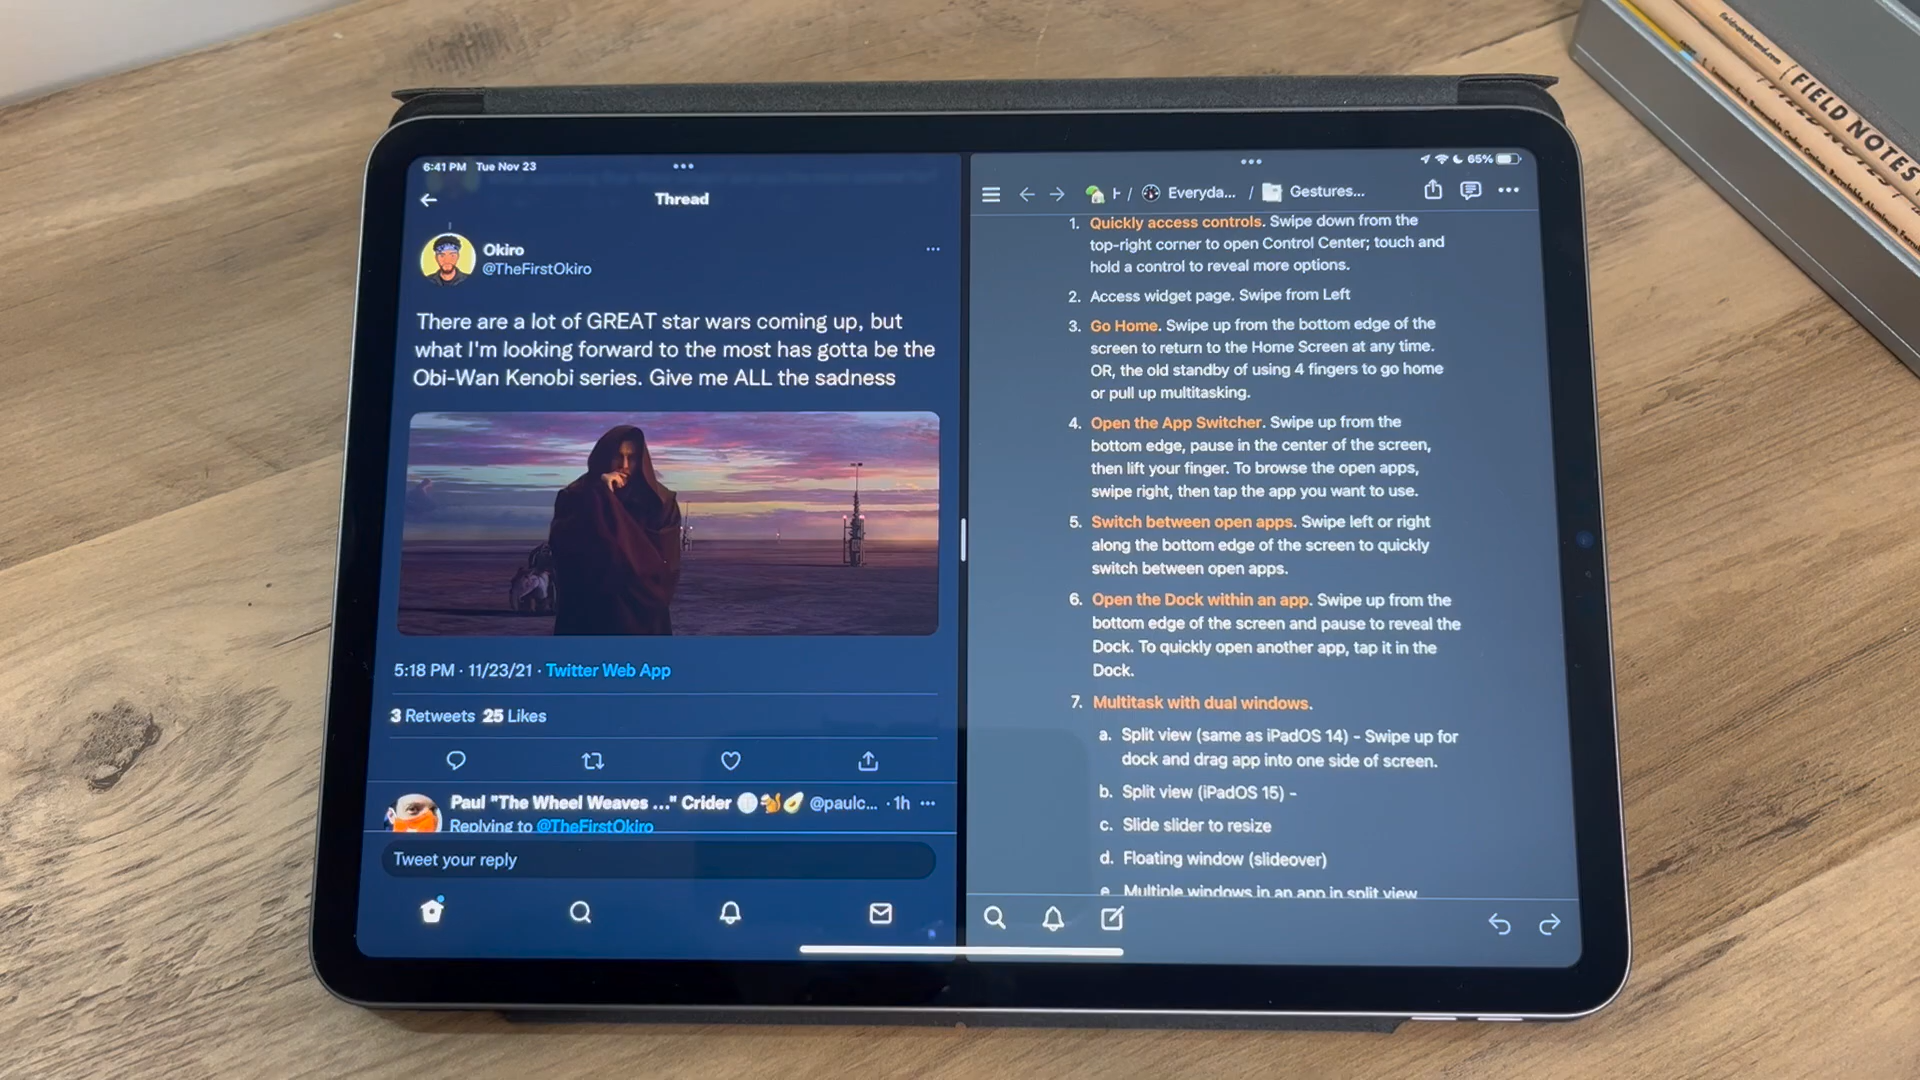 6:41 PM Tue Nov 23
Thread
Okiro
@TheFirstOkiro
There are a lot of GREAT star wars coming up, but
what I'm looking forward to the most has gotta be the
Obi-Wan Kenobi series. Give me ALL the sadness
5:18 PM · 11/23/21 · Twitter Web App
3 Retweets 25 Likes
Paul "The Wheel Weaves ..." Crider @paulc... · 1h
Replying to @TheFirstOkiro
Tweet your reply
65%
/ Everyda... / Gestures...
1. Quickly access controls. Swipe down from the
top-right corner to open Control Center; touch and
hold a control to reveal more options.
2. Access widget page. Swipe from Left
3. Go Home. Swipe up from the bottom edge of the
screen to return to the Home Screen at any time.
OR, the old standby of using 4 fingers to go home
or pull up multitasking.
4. Open the App Switcher. Swipe up from the
bottom edge, pause in the center of the screen,
then lift your finger. To browse the open apps,
swipe right, then tap the app you want to use.
5. Switch between open apps. Swipe left or right
along the bottom edge of the screen to quickly
switch between open apps.
6. Open the Dock within an app. Swipe up from the
bottom edge of the screen and pause to reveal the
Dock. To quickly open another app, tap it in the
Dock.
7. Multitask with dual windows.
a. Split view (same as iPadOS 14) - Swipe up for
dock and drag app into one side of screen.
b. Split view (iPadOS 15) -
c. Slide slider to resize
d. Floating window (slideover)
e. Multiple windows in an app in split view
FIELD NOTES